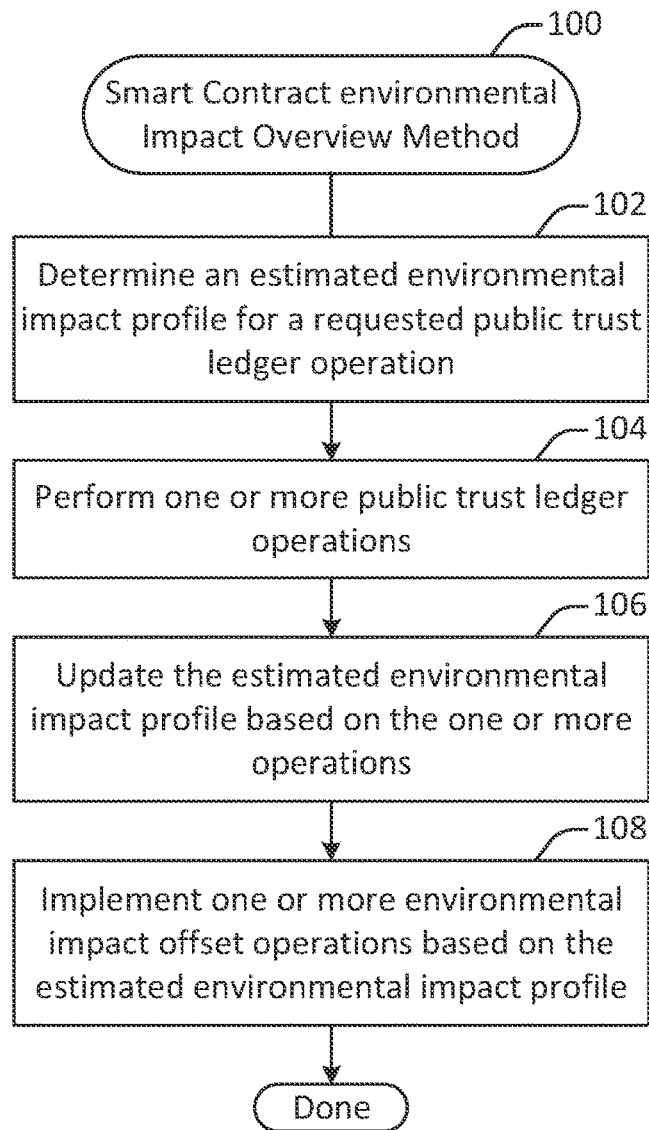 100
Smart Contract environmental
Impact Overview Method
102
Determine an estimated environmental
impact profile for a requested public trust
ledger operation
104
Perform one or more public trust ledger
operations
106
Update the estimated environmental
impact profile based on the one or more
operations
108
Implement one or more environmental
impact offset operations based on the
estimated environmental impact profile
Done